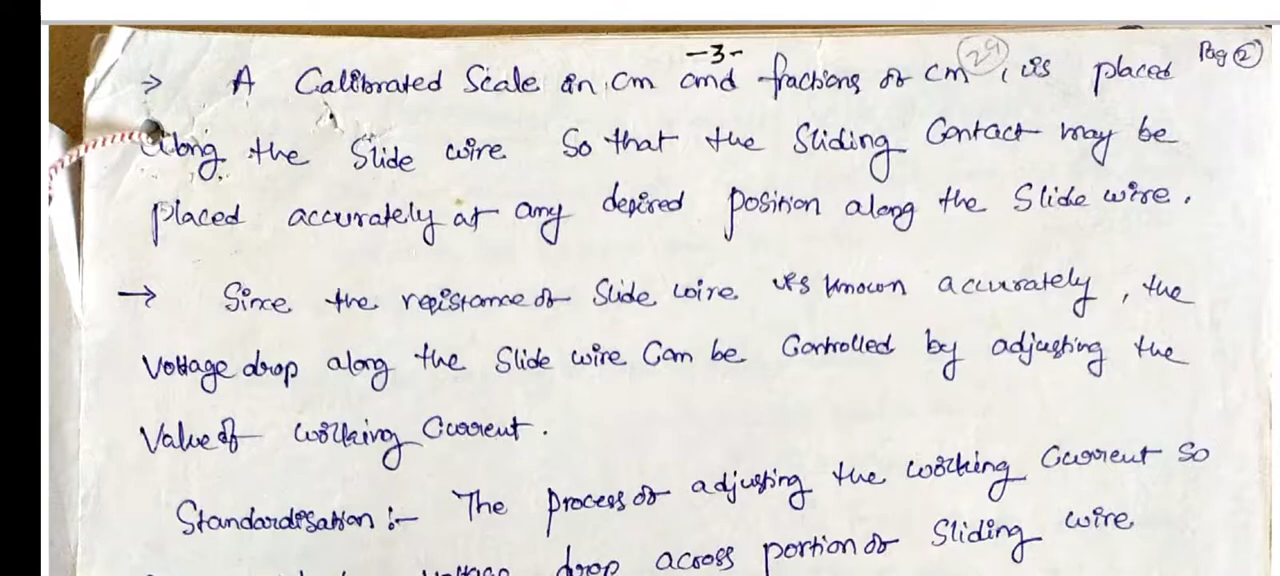 -3-
29
Pag ②
→ A Calibrated Scale in cm and fractions of cm, is placed
along the Slide wire So that the Sliding Contact may be
placed accurately at any desired position along the Slide wire.
→ Since the resistance of Slide wire is known accurately, the
Voltage drop along the Slide wire Can be Controlled by adjusting the
Value of working Current.
Standardisation :- The process of adjusting the working Current So
voltage drop across portion of Sliding wire